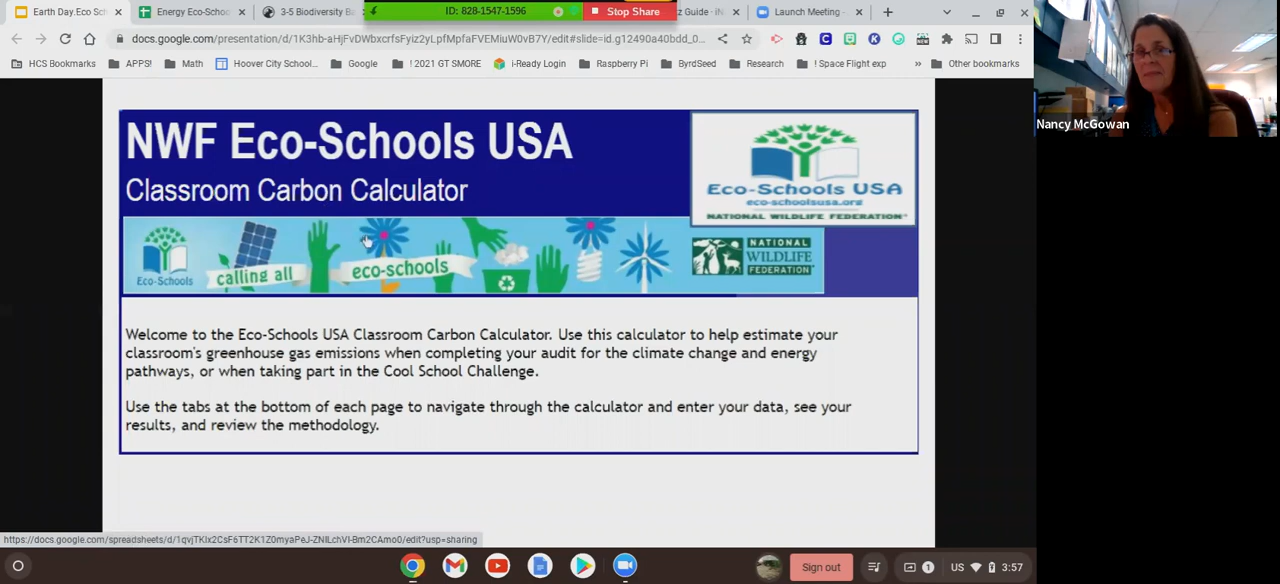 Earth Day.Eco Sch
Energy Eco-Schoo
3-5 Biodiversity Ba
ID: 828-1547-1596
Stop Share
z Guide - iN
Launch Meeting -
docs.google.com/presentation/d/1K3hb-aHjFvDWbxcrfsFyiz2yLpfMpfaFVEMiuW0vB7Y/edit#slide=id.g12490a40bdd_0...
HCS Bookmarks
APPS!
Math
Hoover City School...
Google
! 2021 GT SMORE
i-Ready Login
Raspberry Pi
ByrdSeed
Research
! Space Flight exp
»
Other bookmarks
Nancy McGowan
NWF Eco-Schools USA
Classroom Carbon Calculator
Eco-Schools USA
eco-schoolsusa.org
NATIONAL WILDLIFE FEDERATION
Eco-Schools
calling all
eco-schools
NATIONAL
WILDLIFE
FEDERATION
Welcome to the Eco-Schools USA Classroom Carbon Calculator. Use this calculator to help estimate your
classroom's greenhouse gas emissions when completing your audit for the climate change and energy
pathways, or when taking part in the Cool School Challenge.
Use the tabs at the bottom of each page to navigate through the calculator and enter your data, see your
results, and review the methodology.
https://docs.google.com/spreadsheets/d/1qvjTKlx2CsF6TT2K1Z0myaPeJ-ZNlLchVl-Bm2CAmo0/edit?usp=sharing
Sign out
1
US
3:57